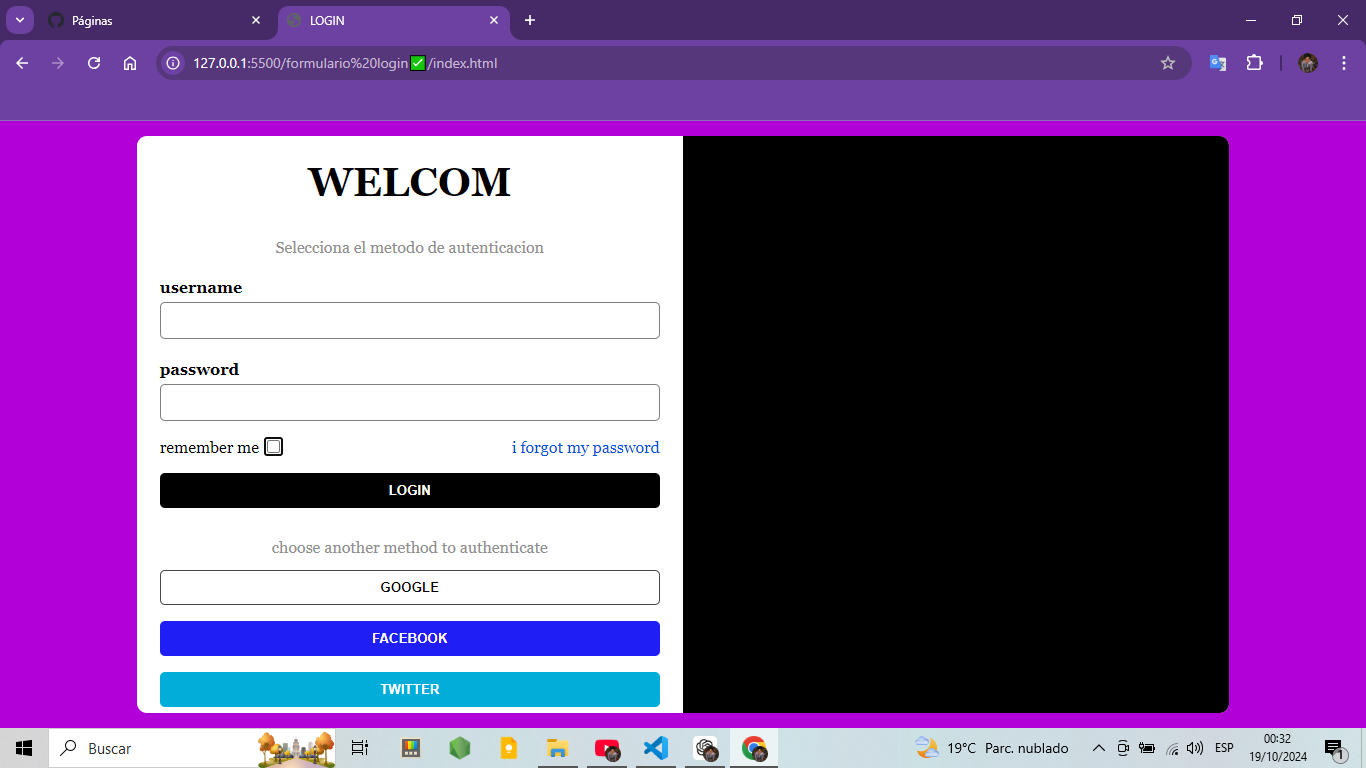 Páginas
LOGIN
127.0.0.1:5500/formulario%20login✅/index.html
WELCOM
Selecciona el metodo de autenticacion
username
password
remember me
i forgot my password
LOGIN
choose another method to authenticate
GOOGLE
FACEBOOK
TWITTER
Buscar
19°C Parc. nublado
ESP
00:32
19/10/2024
1